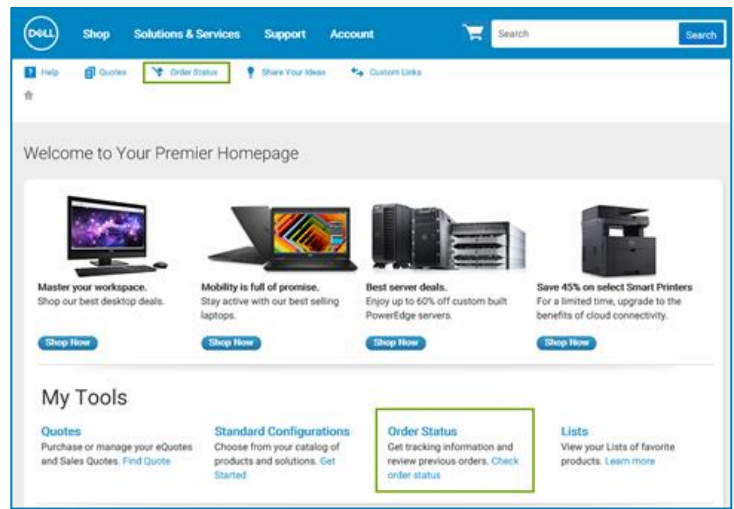 DELL
Shop Solutions & Services Support Account
Search Search
? Help Quotes Order Status Share Your Ideas Custom Links
Welcome to Your Premier Homepage
Master your workspace.
Shop our best desktop deals.
Shop Now
Mobility is full of promise.
Stay active with our best selling
laptops.
Shop Now
Best server deals.
Enjoy up to 60% off custom built
PowerEdge servers.
Shop Now
Save 45% on select Smart Printers
For a limited time, upgrade to the
benefits of cloud connectivity.
Shop Now
My Tools
Quotes
Purchase or manage your eQuotes
and Sales Quotes. Find Quote
Standard Configurations
Choose from your catalog of
products and solutions. Get
Started
Order Status
Get tracking information and
review previous orders. Check
order status
Lists
View your Lists of favorite
products. Learn more